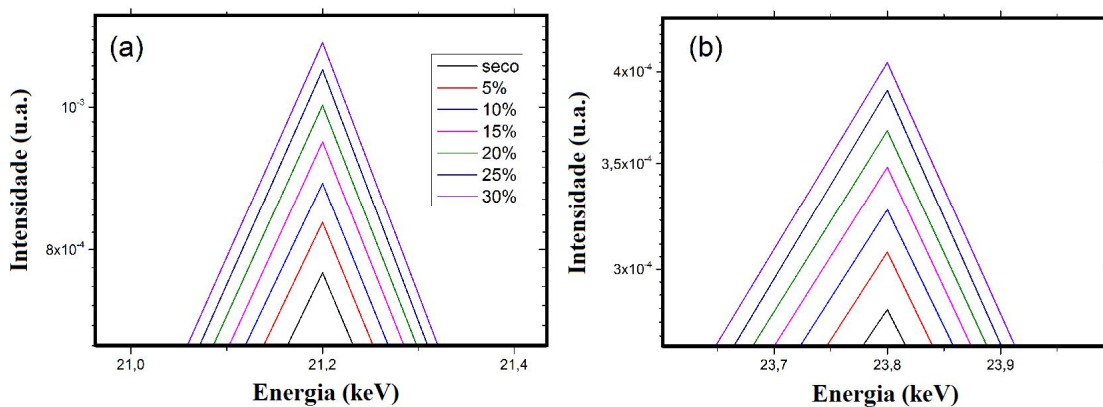 (a)
Intensidade (u.a.)
10⁻³
8x10⁻⁴
seco
5%
10%
15%
20%
25%
30%
21,0
21,2
21,4
Energia (keV)
(b)
Intensidade (u.a.)
4x10⁻⁴
3,5x10⁻⁴
3x10⁻⁴
23,7
23,8
23,9
Energia (keV)